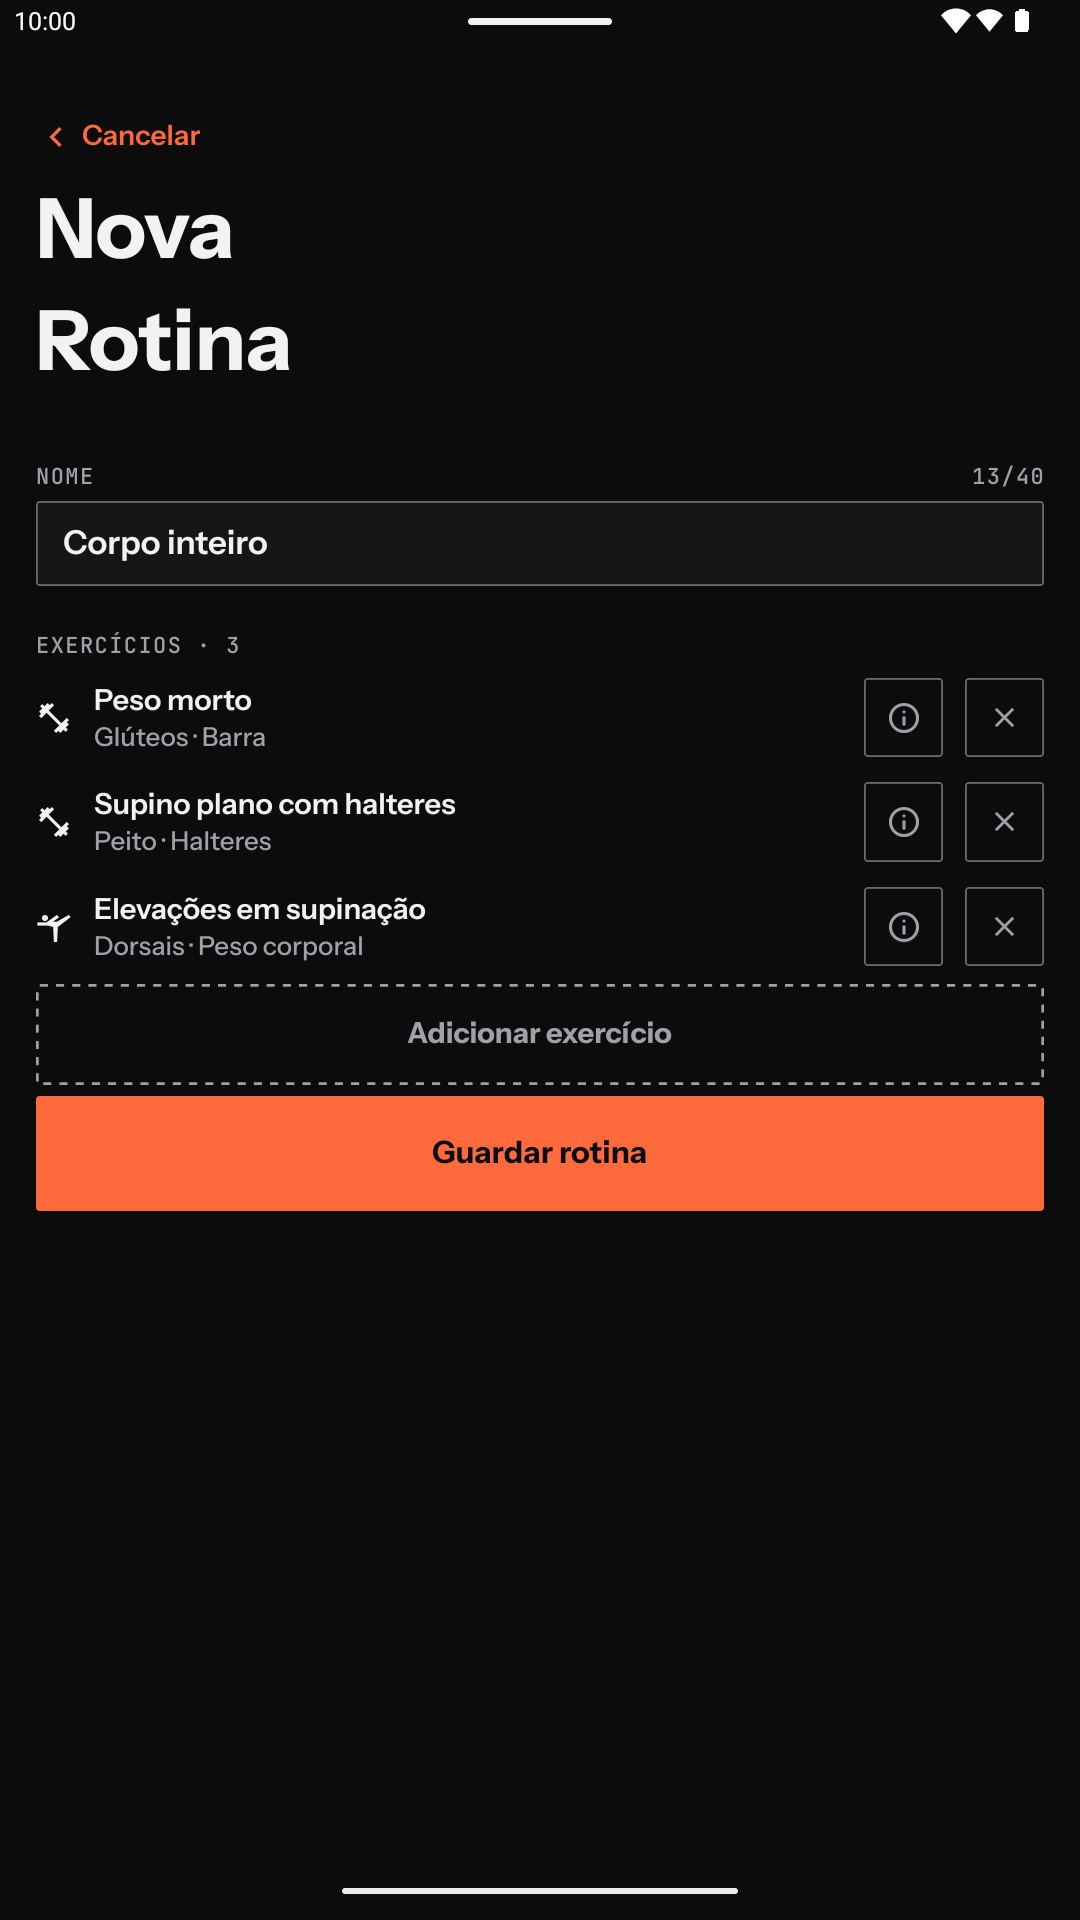 10:00
Cancelar
Nova
Rotina
NOME
13/40
Corpo inteiro
EXERCÍCIOS · 3
Peso morto
Glúteos · Barra
Supino plano com halteres
Peito · Halteres
Elevações em supinação
Dorsais · Peso corporal
Adicionar exercício
Guardar rotina